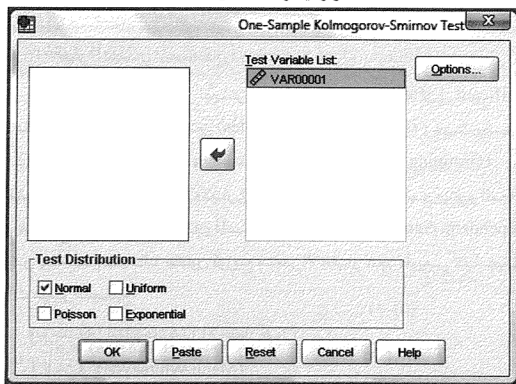 One-Sample Kolmogorov-Smirnov Test
Test Variable List:
VAR00001
Options...
Test Distribution
Normal
Uniform
Poisson
Exponential
OK
Paste
Reset
Cancel
Help